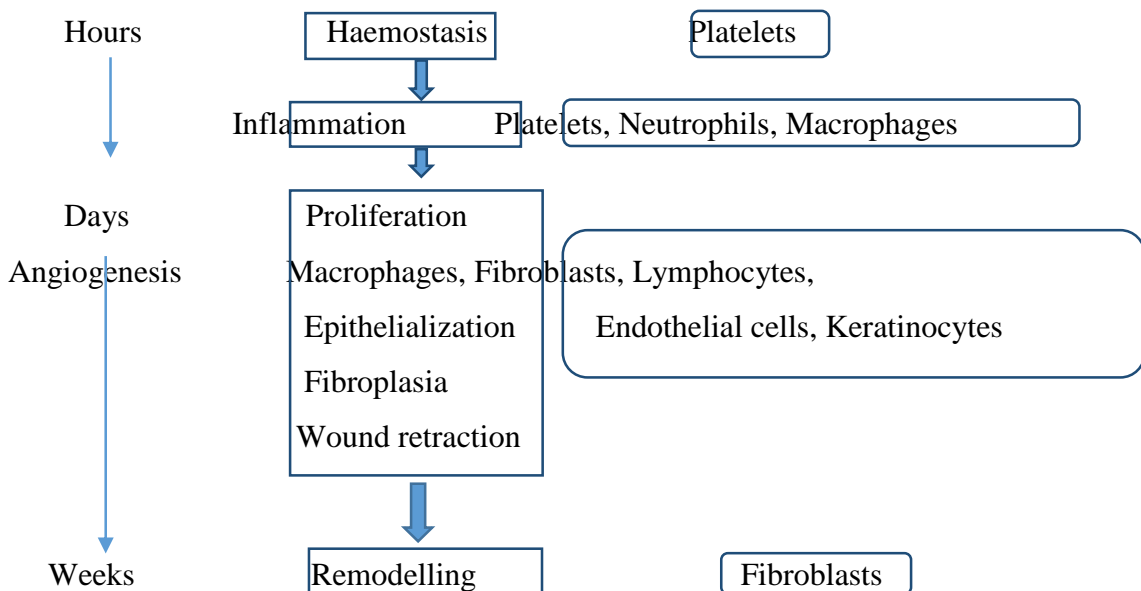 Hours Haemostasis Platelets
Inflammation Platelets, Neutrophils, Macrophages
Days Proliferation
Angiogenesis Macrophages, Fibroblasts, Lymphocytes,
Epithelialization Endothelial cells, Keratinocytes
Fibroplasia
Wound retraction
Weeks Remodelling Fibroblasts